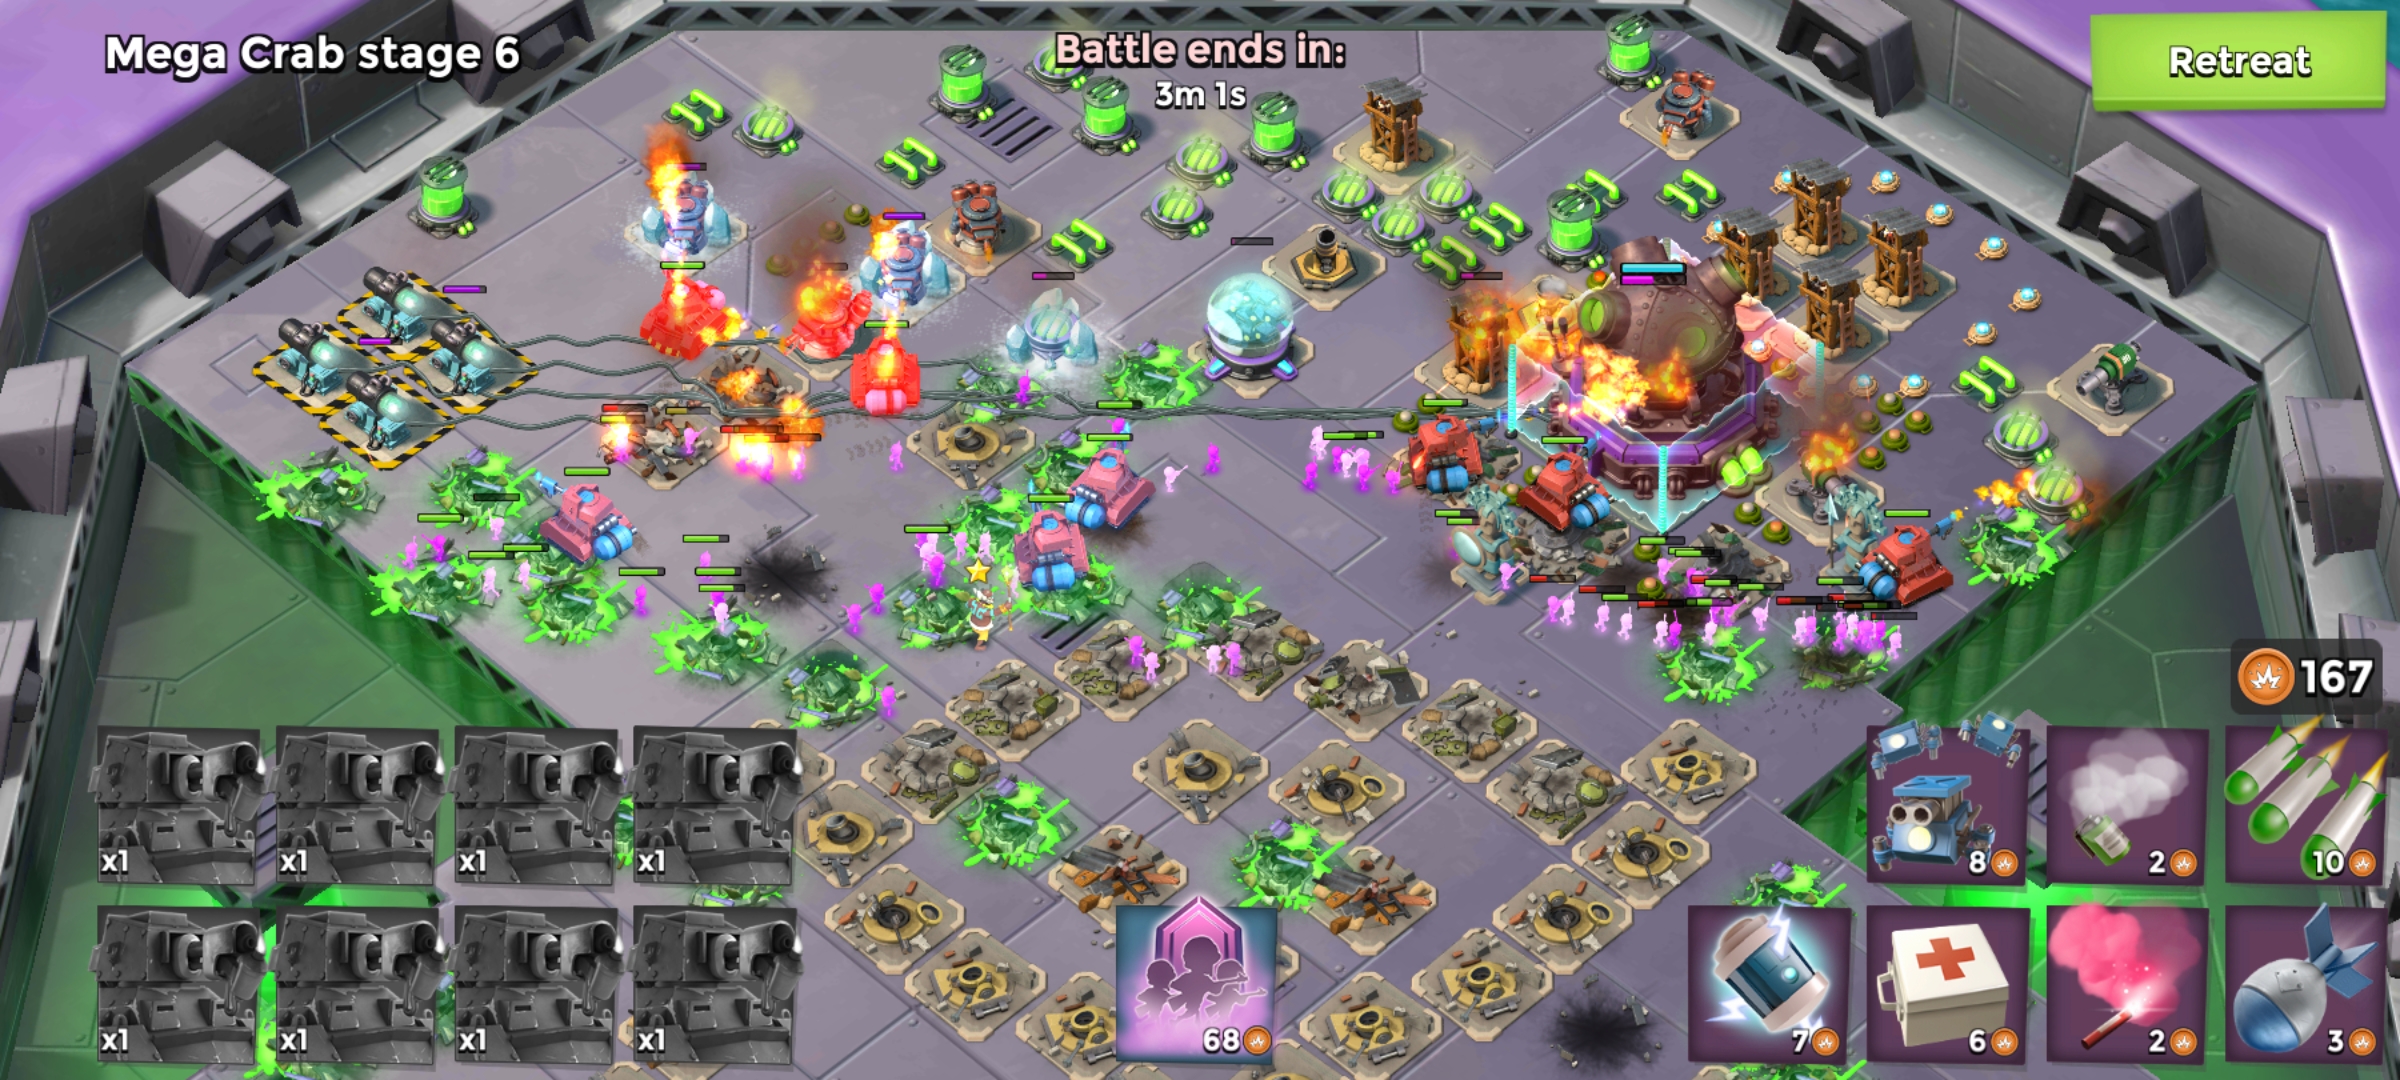 Mega Crab stage 6
Battle ends in:
3m 1s
Retreat
167
8
2
10
x1
x1
x1
x1
68
7
6
2
3
x1
x1
x1
x1